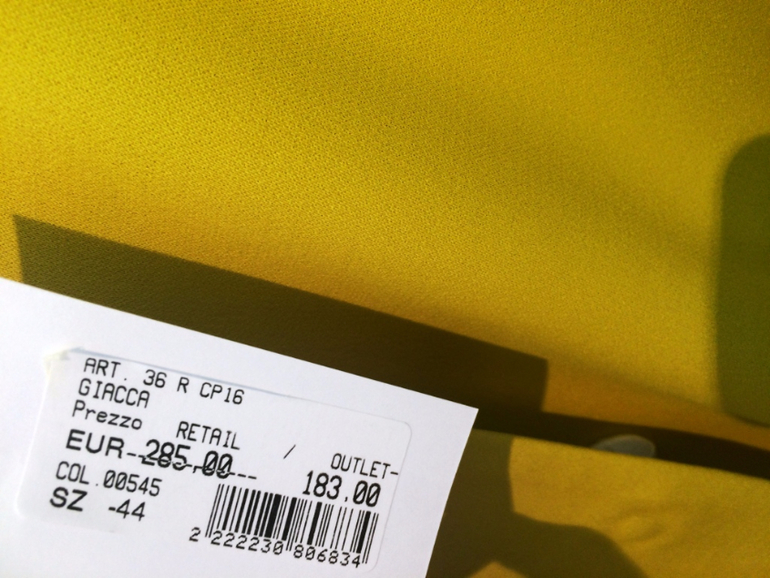 ART. 36 R CP16
GIACCA
Prezzo RETAIL / OUTLET-
EUR--285,00--- 183,00
COL.00545
SZ -44
2 222230 806834